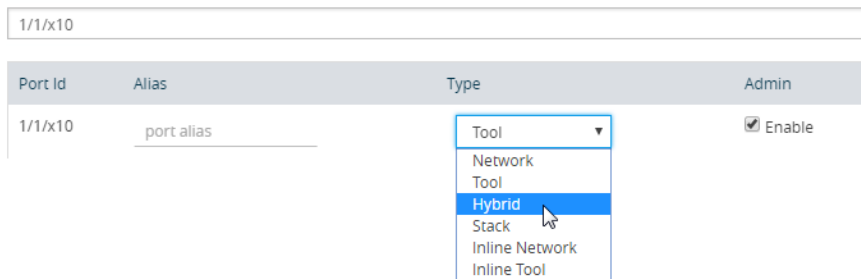 1/1/x10
Port Id Alias Type Admin
1/1/x10 port alias Tool Enable
Network
Tool
Hybrid
Stack
Inline Network
Inline Tool